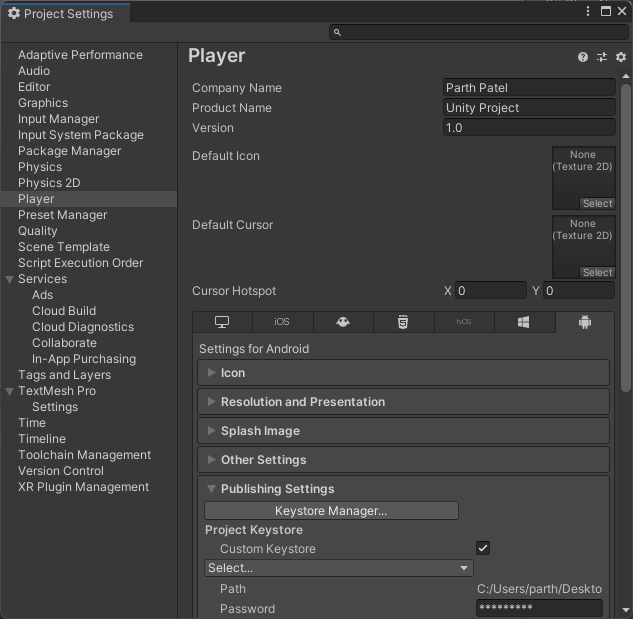 Project Settings
Adaptive Performance
Audio
Editor
Graphics
Input Manager
Input System Package
Package Manager
Physics
Physics 2D
Player
Preset Manager
Quality
Scene Template
Script Execution Order
Services
Ads
Cloud Build
Cloud Diagnostics
Collaborate
In-App Purchasing
Tags and Layers
TextMesh Pro
Settings
Time
Timeline
Toolchain Management
Version Control
XR Plugin Management
Player
Company Name Parth Patel
Product Name Unity Project
Version 1.0
Default Icon
None
(Texture 2D)
Select
Default Cursor
None
(Texture 2D)
Select
Cursor Hotspot X 0 Y 0
iOS tvOS
Settings for Android
Icon
Resolution and Presentation
Splash Image
Other Settings
Publishing Settings
Keystore Manager...
Project Keystore
Custom Keystore
Select...
Path C:/Users/parth/Deskto
Password *********